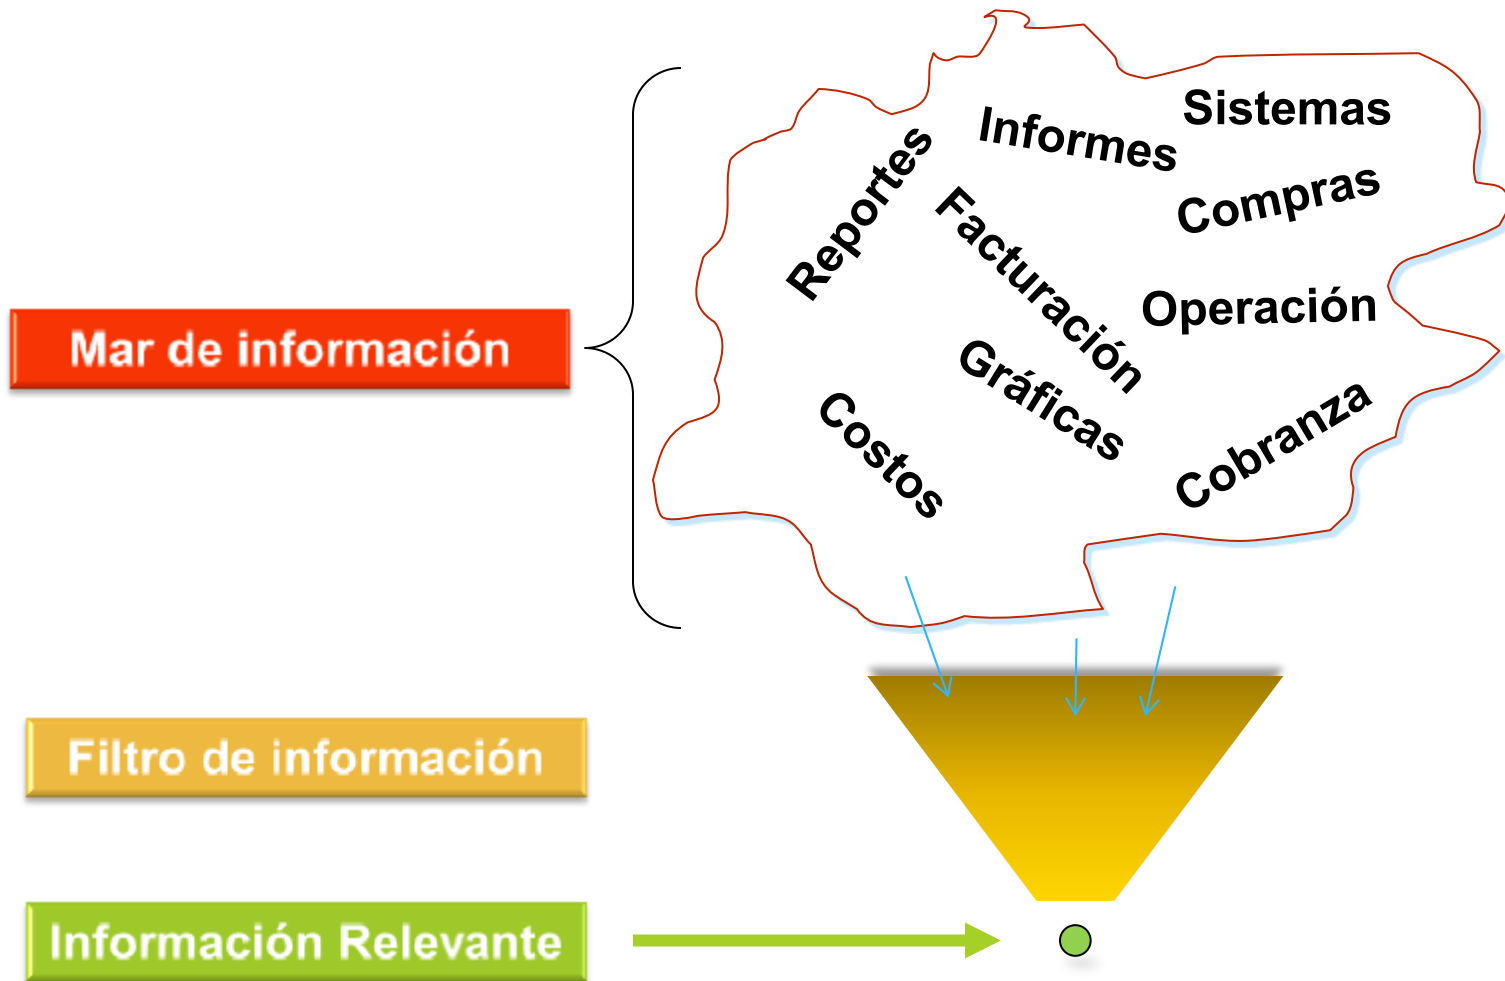 Sistemas
Informes
Reportes
Compras
Facturación
Operación
Mar de información
Gráficas
Costos
Cobranza
Filtro de información
Información Relevante